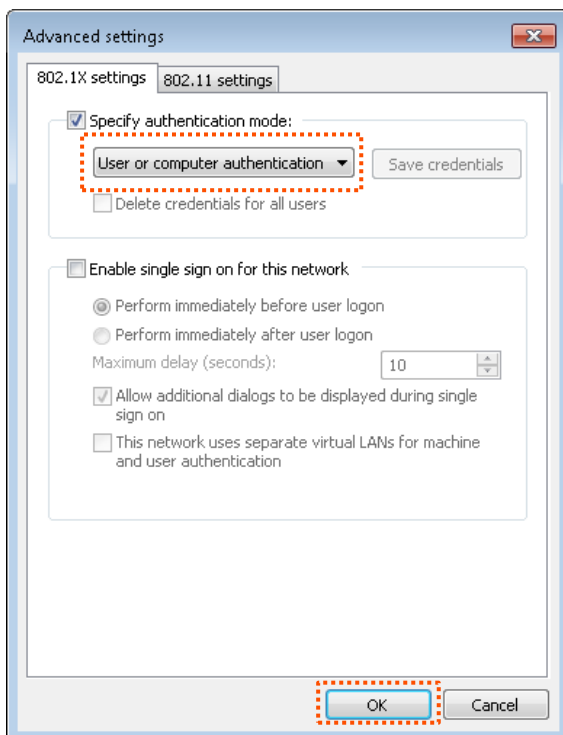 Advanced settings
802.1X settings
802.11 settings
Specify authentication mode:
User or computer authentication
Save credentials
Delete credentials for all users
Enable single sign on for this network
Perform immediately before user logon
Perform immediately after user logon
Maximum delay (seconds):
10
Allow additional dialogs to be displayed during single
sign on
This network uses separate virtual LANs for machine
and user authentication
OK
Cancel